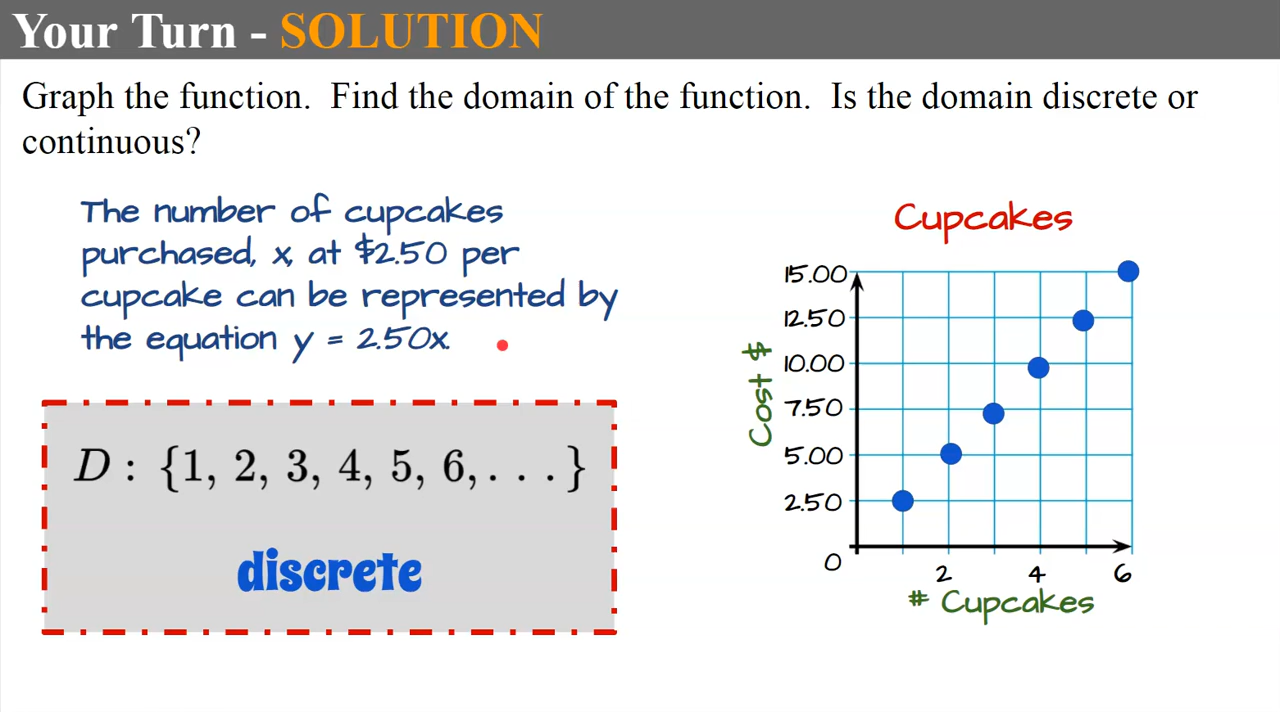 Your Turn - SOLUTION
Graph the function. Find the domain of the function. Is the domain discrete or
continuous?
The number of cupcakes
purchased, x, at $2.50 per
cupcake can be represented by
the equation y = 2.50x.
D : {1, 2, 3, 4, 5, 6, . . . }
discrete
Cupcakes
Cost $
15.00
12.50
10.00
7.50
5.00
2.50
0
2 4 6
# Cupcakes